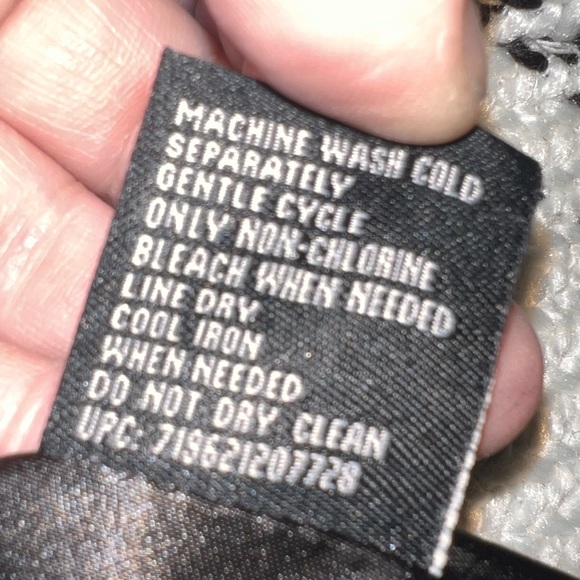 MACHINE WASH COLD
SEPARATELY
GENTLE CYCLE
ONLY NON-CHLORINE
BLEACH WHEN NEEDED
LINE DRY
COOL IRON
WHEN NEEDED
DO NOT DRY CLEAN
UPC: 719621207728